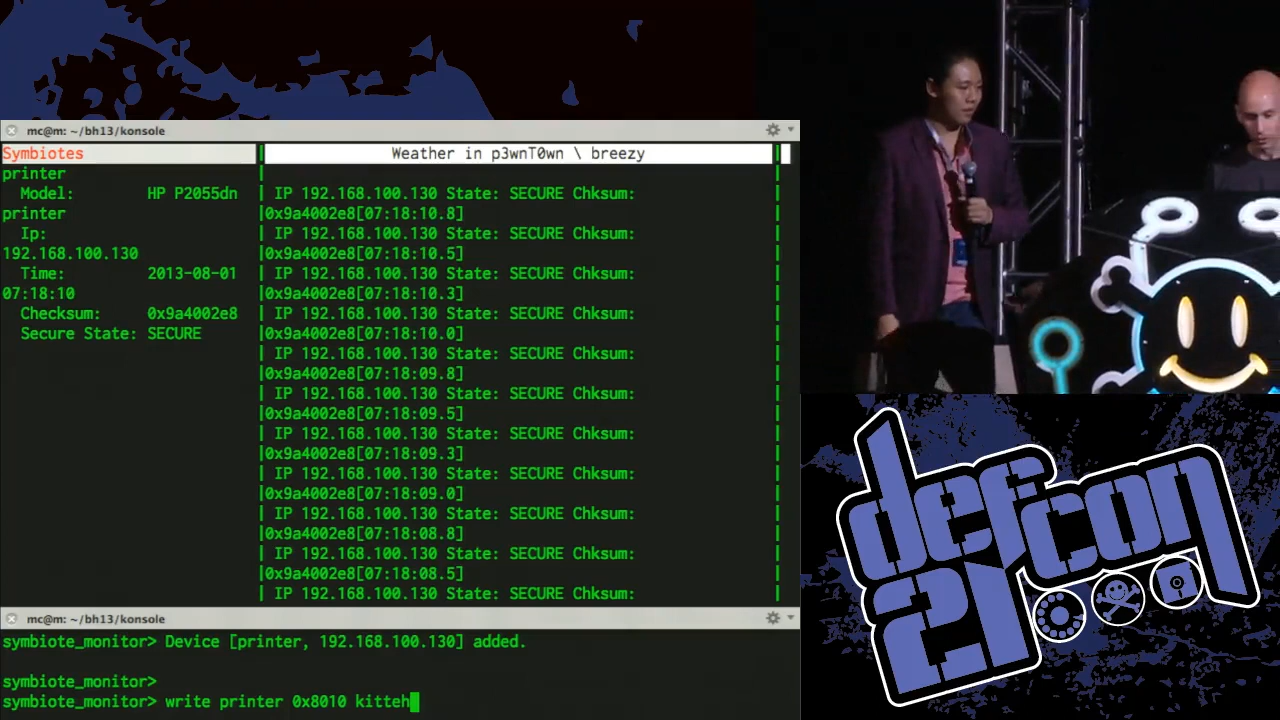 mc@m: ~/bh13/konsole
Symbiotes
printer
Model: HP P2055dn
printer
Ip:
192.168.100.130
Time: 2013-08-01
07:18:10
Checksum: 0x9a4002e8
Secure State: SECURE
Weather in p3wnT0wn \ breezy
| IP 192.168.100.130 State: SECURE Chksum: |
|0x9a4002e8[07:18:10.8]
| IP 192.168.100.130 State: SECURE Chksum: |
|0x9a4002e8[07:18:10.5]
| IP 192.168.100.130 State: SECURE Chksum: |
|0x9a4002e8[07:18:10.3]
| IP 192.168.100.130 State: SECURE Chksum: |
|0x9a4002e8[07:18:10.0]
| IP 192.168.100.130 State: SECURE Chksum: |
|0x9a4002e8[07:18:09.8]
| IP 192.168.100.130 State: SECURE Chksum: |
|0x9a4002e8[07:18:09.5]
| IP 192.168.100.130 State: SECURE Chksum: |
|0x9a4002e8[07:18:09.3]
| IP 192.168.100.130 State: SECURE Chksum: |
|0x9a4002e8[07:18:09.0]
| IP 192.168.100.130 State: SECURE Chksum: |
|0x9a4002e8[07:18:08.8]
| IP 192.168.100.130 State: SECURE Chksum: |
|0x9a4002e8[07:18:08.5]
| IP 192.168.100.130 State: SECURE Chksum: |
mc@m: ~/bh13/konsole
symbiote_monitor> Device [printer, 192.168.100.130] added.
symbiote_monitor>
symbiote_monitor> write printer 0x8010 kitteh
defcon
21